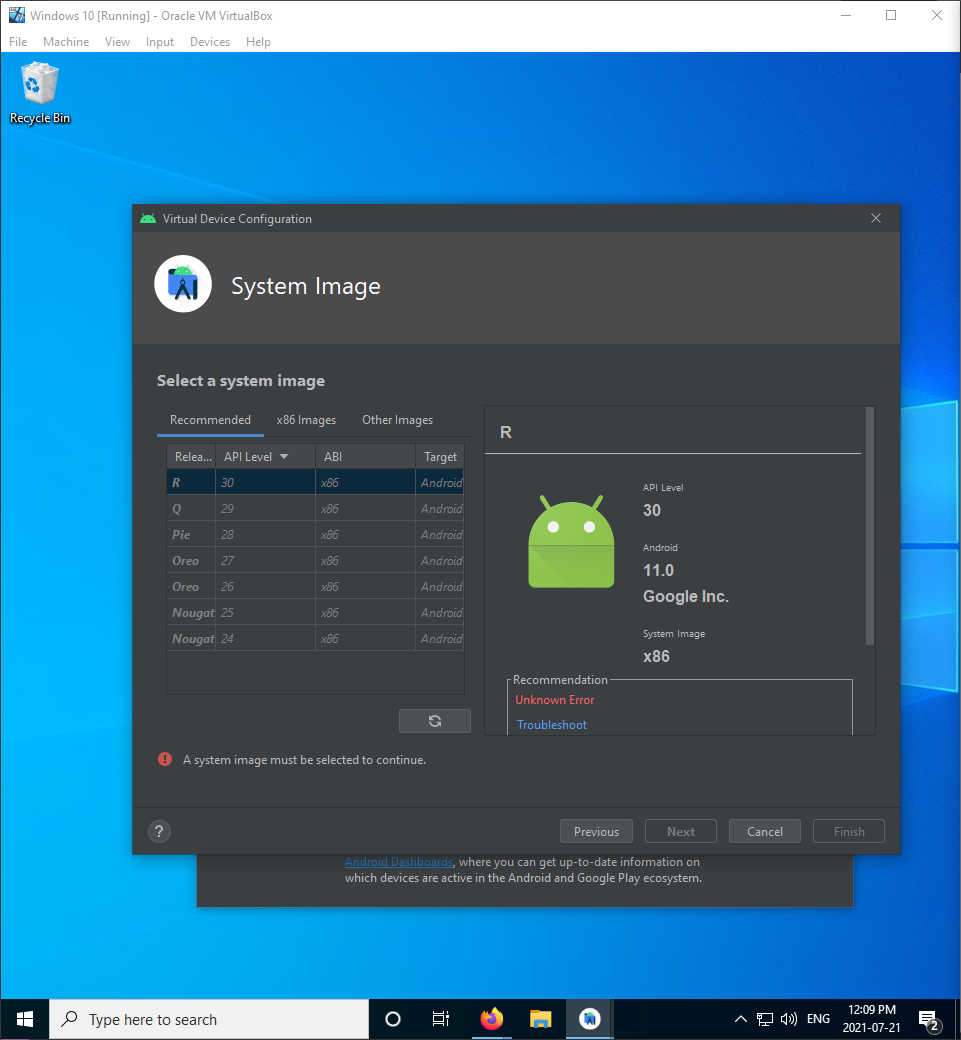 Windows 10 [Running] - Oracle VM VirtualBox
File Machine View Input Devices Help
Recycle Bin
Virtual Device Configuration
System Image
Select a system image
Recommended x86 Images Other Images
Relea... API Level ABI Target
R 30 x86 Android
Q 29 x86 Android
Pie 28 x86 Android
Oreo 27 x86 Android
Oreo 26 x86 Android
Nougat 25 x86 Android
Nougat 24 x86 Android
R
API Level
30
Android
11.0
Google Inc.
System Image
x86
Recommendation
Unknown Error
Troubleshoot
A system image must be selected to continue.
? Previous Next Cancel Finish
Android Dashboards, where you can get up-to-date information on
which devices are active in the Android and Google Play ecosystem.
Type here to search
ENG
12:09 PM
2021-07-21
2